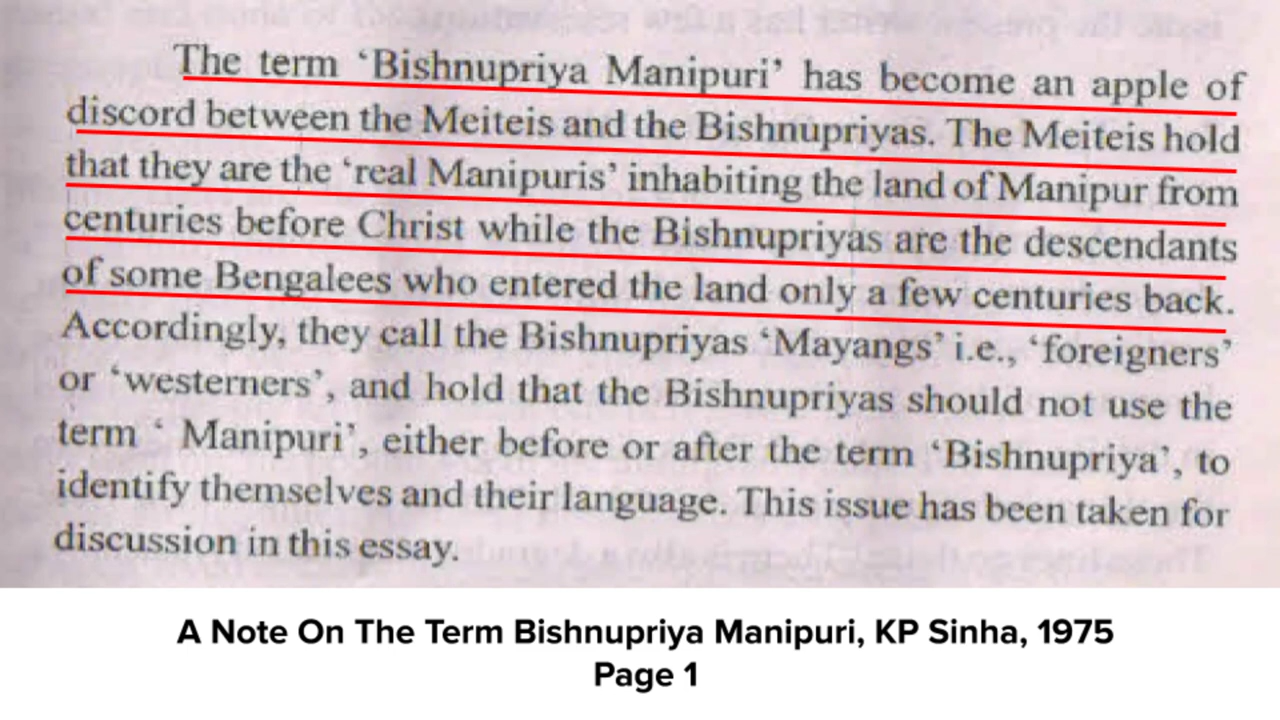 The term ‘Bishnupriya Manipuri’ has become an apple of
discord between the Meiteis and the Bishnupriyas. The Meiteis hold
that they are the ‘real Manipuris’ inhabiting the land of Manipur from
centuries before Christ while the Bishnupriyas are the descendants
of some Bengalees who entered the land only a few centuries back.
Accordingly, they call the Bishnupriyas ‘Mayangs’ i.e., ‘foreigners’
or ‘westerners’, and hold that the Bishnupriyas should not use the
term ‘ Manipuri’, either before or after the term ‘Bishnupriya’, to
identify themselves and their language. This issue has been taken for
discussion in this essay.
A Note On The Term Bishnupriya Manipuri, KP Sinha, 1975
Page 1